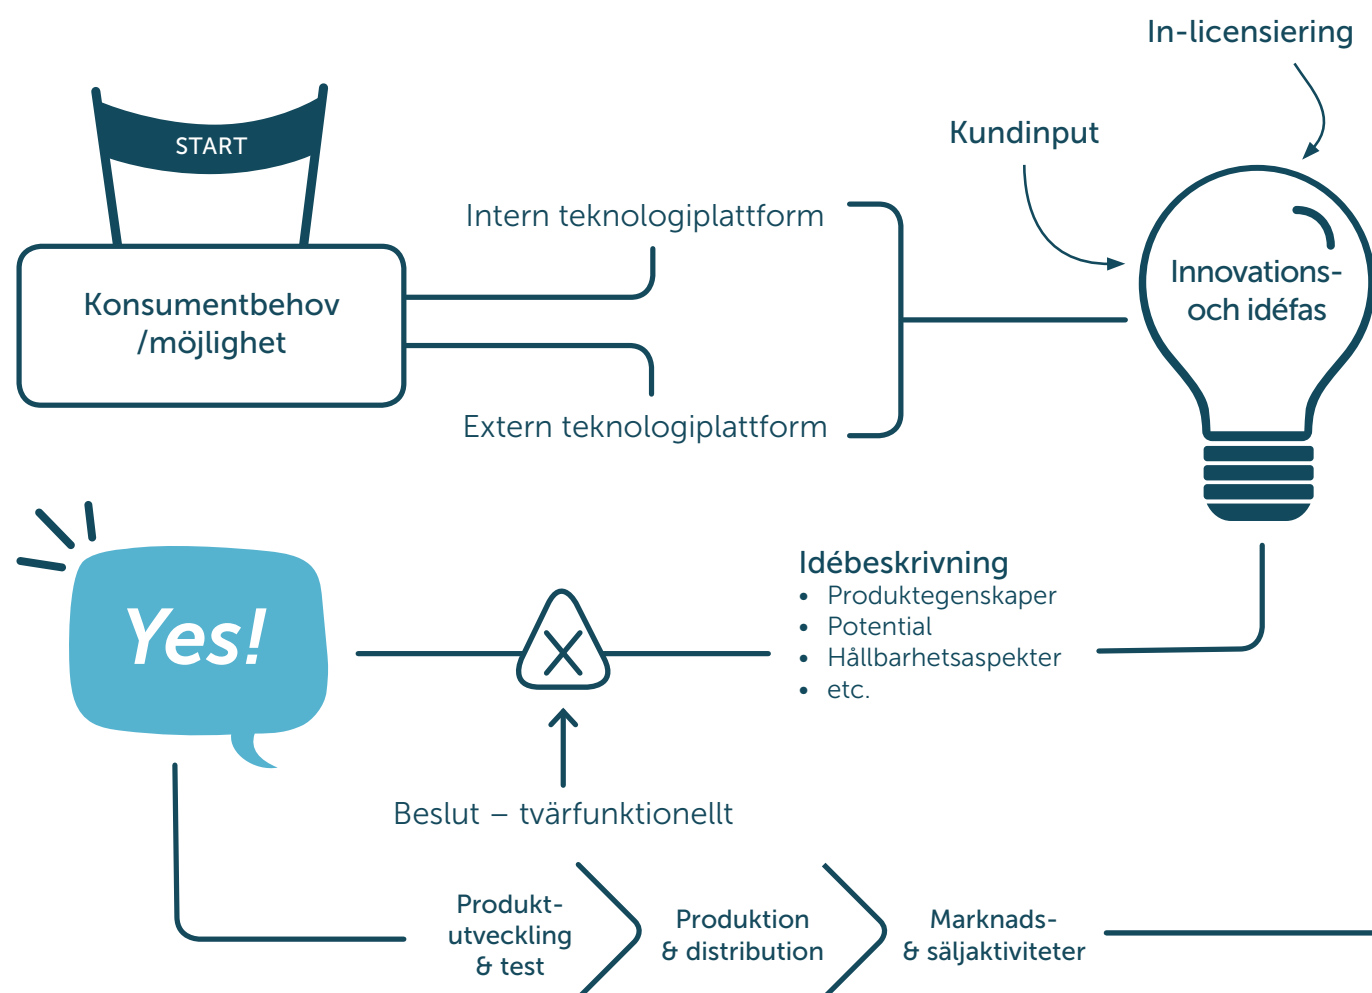 In-licensiering
Kundinput
START
Intern teknologiplattform
Konsumentbehov
/möjlighet
Innovations-
och idéfas
Extern teknologiplattform
Idébeskrivning
• Produktegenskaper
• Potential
• Hållbarhetsaspekter
• etc.
Yes!
Beslut – tvärfunktionellt
Produkt-
utveckling
& test
Produktion
& distribution
Marknads-
& säljaktiviteter